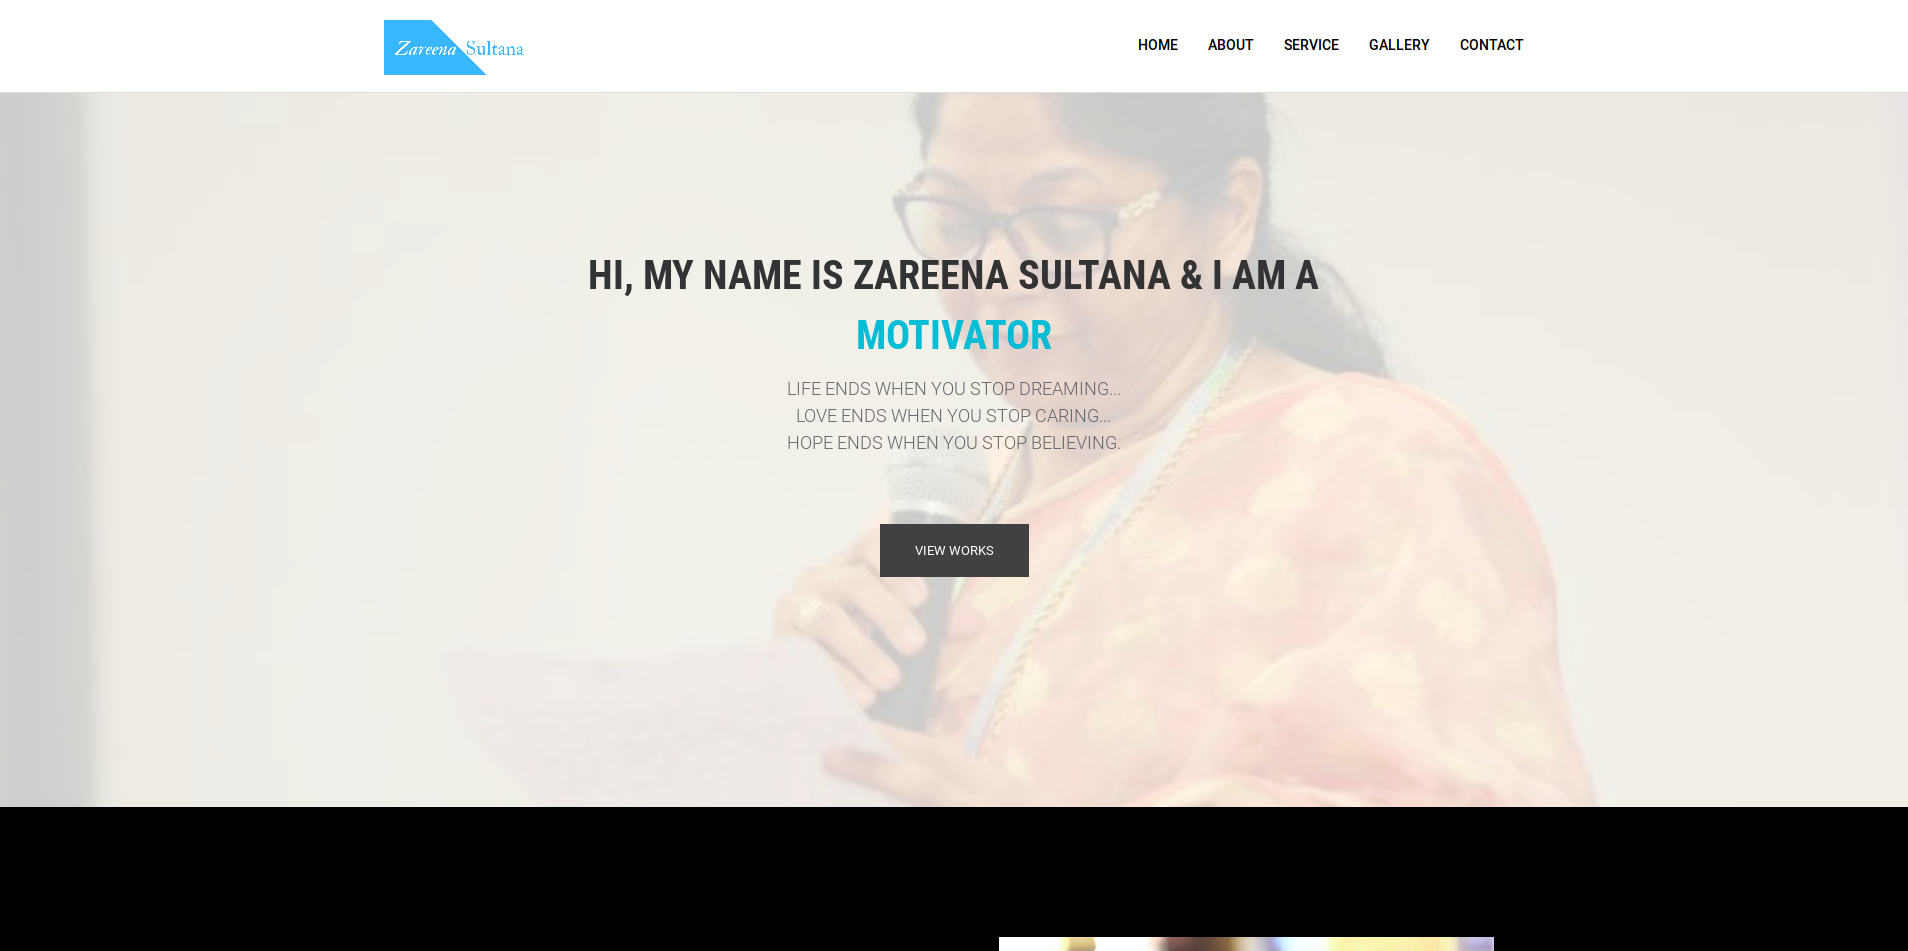 Zareena Sultana
HOME ABOUT SERVICE GALLERY CONTACT
HI, MY NAME IS ZAREENA SULTANA & I AM A
MOTIVATOR
LIFE ENDS WHEN YOU STOP DREAMING...
LOVE ENDS WHEN YOU STOP CARING...
HOPE ENDS WHEN YOU STOP BELIEVING.
VIEW WORKS